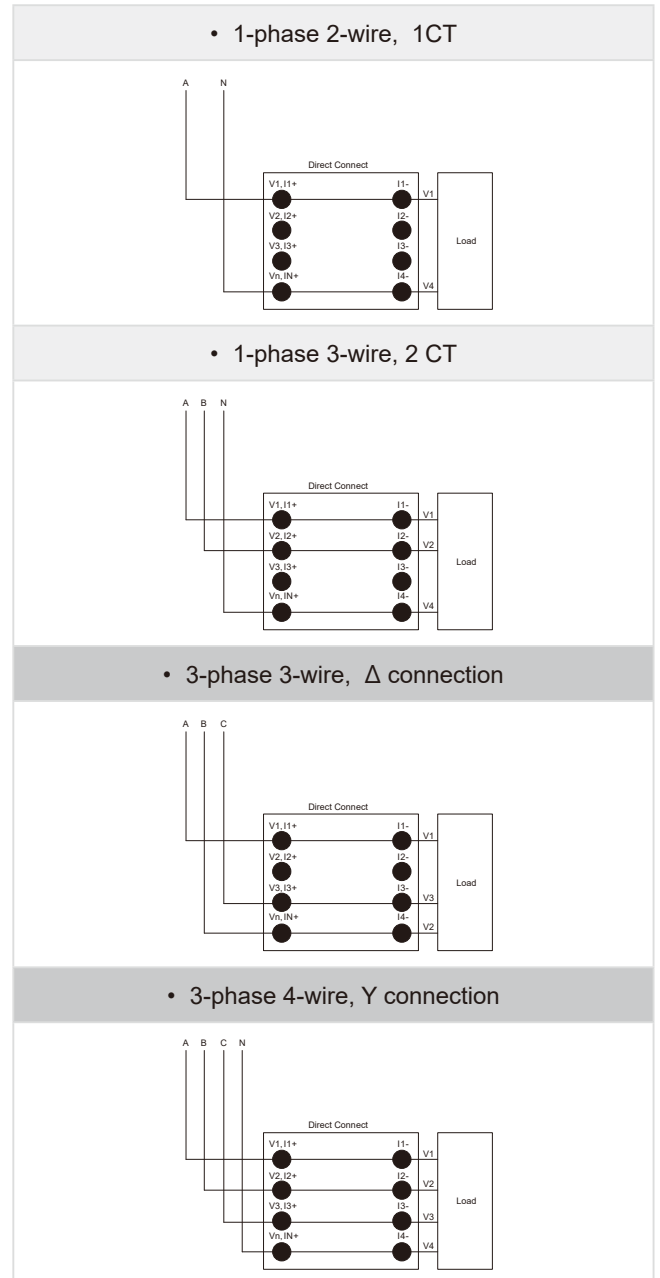 • 1-phase 2-wire, 1CT
A N
Direct Connect
V1,I1+ I1-
V1
V2,I2+ I2-
V3,I3+ I3-
Load
Vn,IN+ I4-
V4
• 1-phase 3-wire, 2 CT
A B N
Direct Connect
V1,I1+ I1-
V1
V2,I2+ I2-
V2
V3,I3+ I3-
Load
Vn,IN+ I4-
V4
• 3-phase 3-wire, Δ connection
A B C
Direct Connect
V1,I1+ I1-
V1
V2,I2+ I2-
V3,I3+ I3-
Load
V3
Vn,IN+ I4-
V2
• 3-phase 4-wire, Y connection
A B C N
Direct Connect
V1,I1+ I1-
V1
V2,I2+ I2-
V2
V3,I3+ I3-
Load
V3
Vn,IN+ I4-
V4